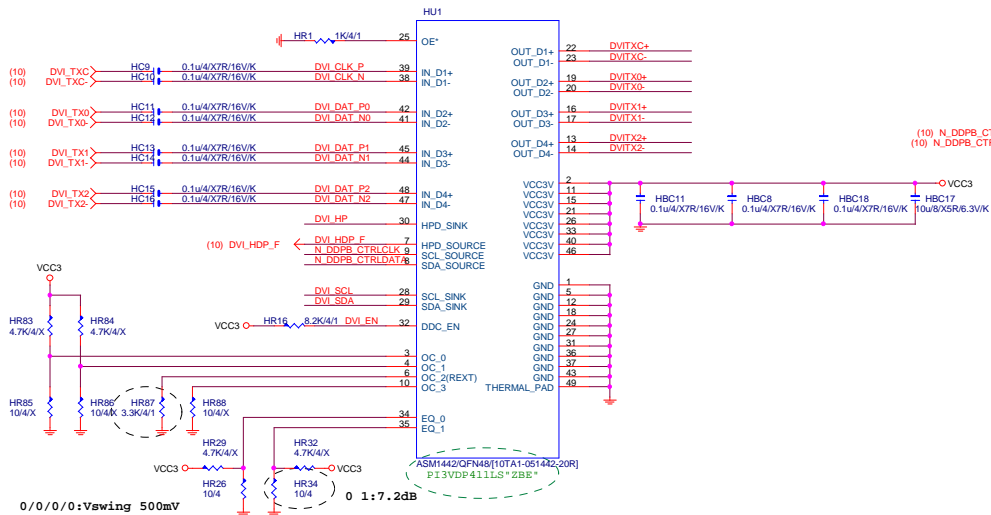 HU1
HR1 1K/4/1 25 OE*
OUT_D1+ 22 DVITXC+
OUT_D1- 23 DVITXC-
(10) DVI_TXC HC9 0.1u/4/X7R/16V/K DVI_CLK_P 39 IN_D1+
(10) DVI_TXC- HC10 0.1u/4/X7R/16V/K DVI_CLK_N 38 IN_D1-
OUT_D2+ 19 DVITX0+
OUT_D2- 20 DVITX0-
(10) DVI_TX0 HC11 0.1u/4/X7R/16V/K DVI_DAT_P0 42 IN_D2+
(10) DVI_TX0- HC12 0.1u/4/X7R/16V/K DVI_DAT_N0 41 IN_D2-
OUT_D3+ 16 DVITX1+
OUT_D3- 17 DVITX1-
(10) DVI_TX1 HC13 0.1u/4/X7R/16V/K DVI_DAT_P1 45 IN_D3+
(10) DVI_TX1- HC14 0.1u/4/X7R/16V/K DVI_DAT_N1 44 IN_D3-
OUT_D4+ 13 DVITX2+
OUT_D4- 14 DVITX2-
(10) N_DDPB_CT
(10) N_DDPB_CTF
(10) DVI_TX2 HC15 0.1u/4/X7R/16V/K DVI_DAT_P2 48 IN_D4+
(10) DVI_TX2- HC16 0.1u/4/X7R/16V/K DVI_DAT_N2 47 IN_D4-
VCC3V 2
VCC3V 11
VCC3V 15
VCC3V 21
VCC3V 26
VCC3V 33
VCC3V 40
VCC3V 46
VCC3
HBC11 0.1u/4/X7R/16V/K
HBC8 0.1u/4/X7R/16V/K
HBC18 0.1u/4/X7R/16V/K
HBC17 10u/8/X5R/6.3V/K
DVI_HP 30 HPD_SINK
(10) DVI_HDP_F DVI_HDP_F 7 HPD_SOURCE
N_DDPB_CTRLCLK 9 SCL_SOURCE
N_DDPB_CTRLDATA 8 SDA_SOURCE
DVI_SCL 28 SCL_SINK
DVI_SDA 29 SDA_SINK
VCC3 HR16 8.2K/4/1 DVI_EN 32 DDC_EN
GND 1
GND 5
GND 12
GND 18
GND 24
GND 27
GND 31
GND 36
GND 37
GND 43
THERMAL_PAD 49
VCC3
HR83 4.7K/4/X
HR84 4.7K/4/X
3 OC_0
4 OC_1
6 OC_2(REXT)
10 OC_3
HR85 10/4/X
HR86 10/4/X
HR87 3.3K/4/1
HR88 10/4/X
34 EQ_0
35 EQ_1
VCC3 HR29 4.7K/4/X
HR32 4.7K/4/X VCC3
HR26 10/4
HR34 10/4
ASM1442/QFN48/[10TA1-051442-20R]
PI3VDP411LS"ZBE"
0/0/0/0:Vswing 500mV
0 1:7.2dB